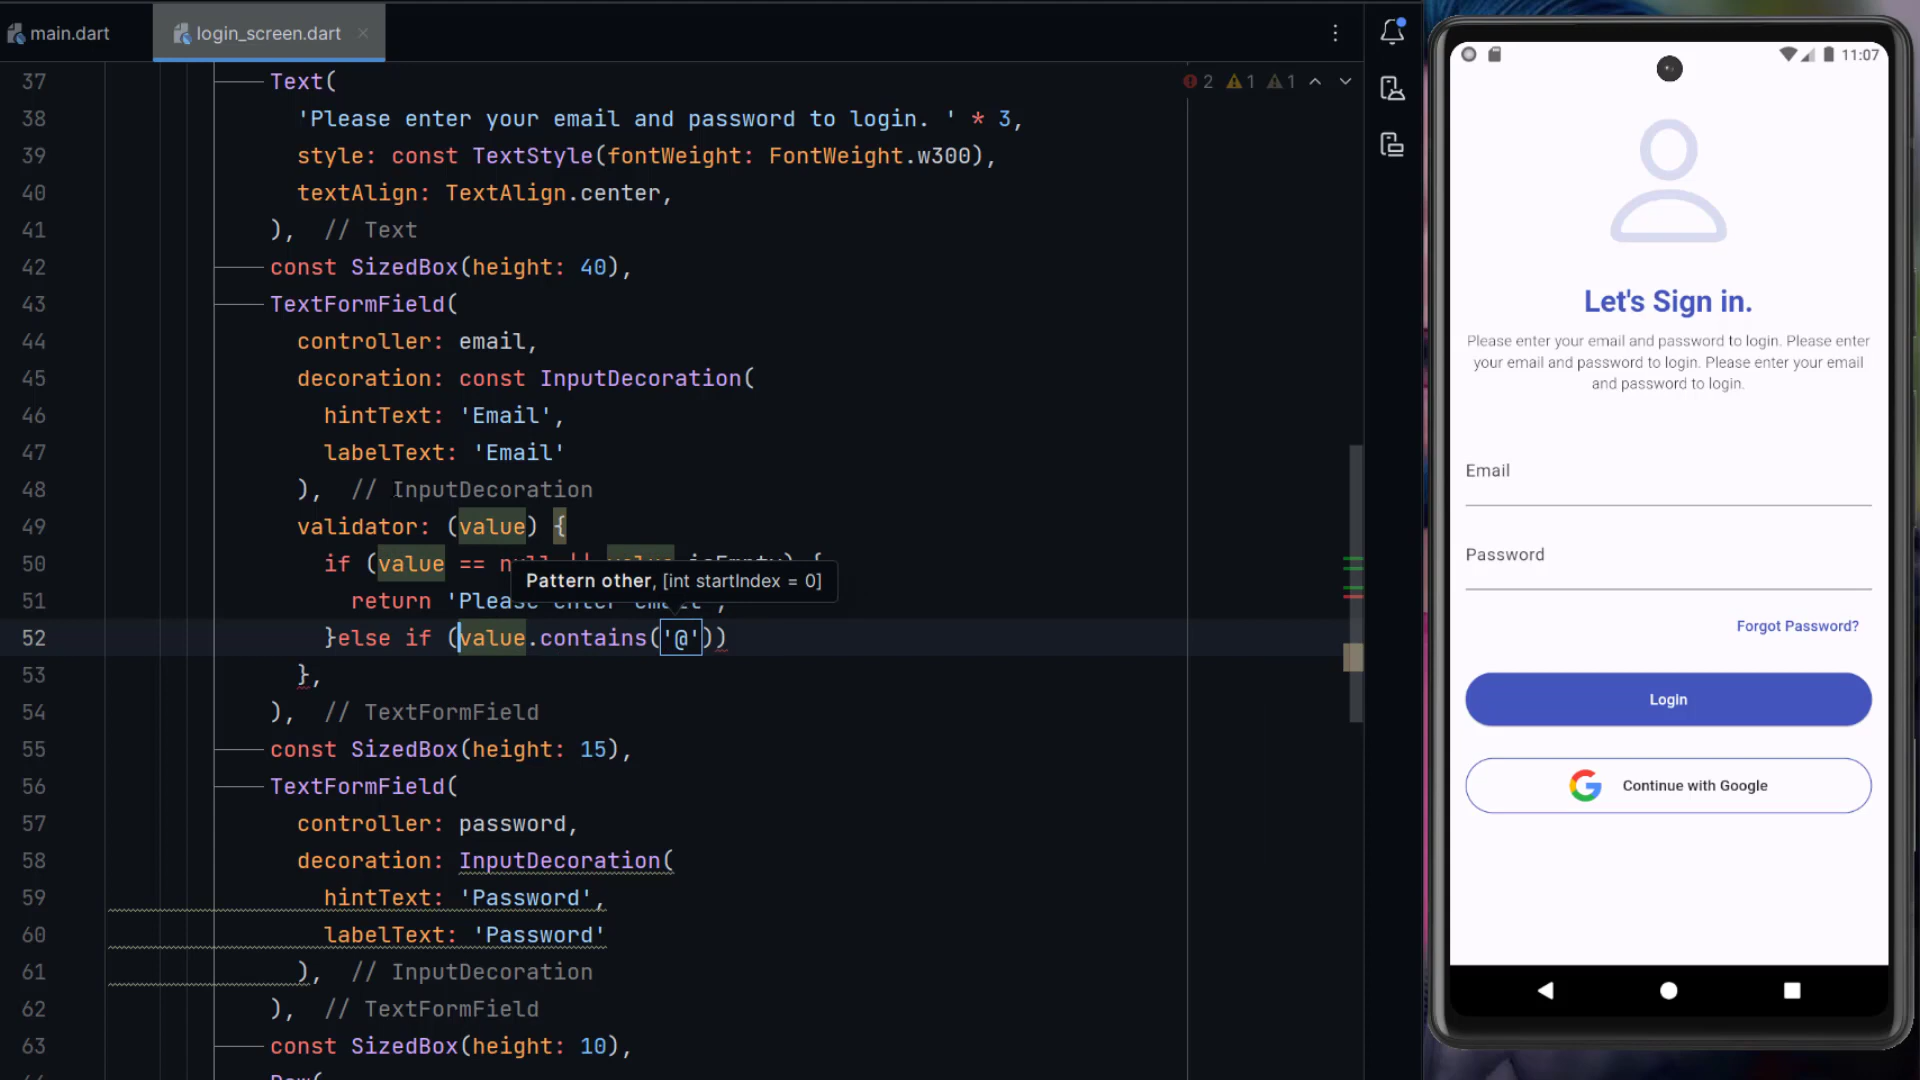 main.dart
login_screen.dart
2 1 1
37 Text(
38 'Please enter your email and password to login. ' * 3,
39 style: const TextStyle(fontWeight: FontWeight.w300),
40 textAlign: TextAlign.center,
41 ), // Text
42 const SizedBox(height: 40),
43 TextFormField(
44 controller: email,
45 decoration: const InputDecoration(
46 hintText: 'Email',
47 labelText: 'Email'
48 ), // InputDecoration
49 validator: (value) {
50 if (value == null || value.isEmpty) {
Pattern other, [int startIndex = 0]
51 return 'Please enter email',
52 }else if (value.contains('@'))
53 },
54 ), // TextFormField
55 const SizedBox(height: 15),
56 TextFormField(
57 controller: password,
58 decoration: InputDecoration(
59 hintText: 'Password',
60 labelText: 'Password'
61 ), // InputDecoration
62 ), // TextFormField
63 const SizedBox(height: 10),
11:07
Let's Sign in.
Please enter your email and password to login. Please enter
your email and password to login. Please enter your email
and password to login.
Email
Password
Forgot Password?
Login
G Continue with Google